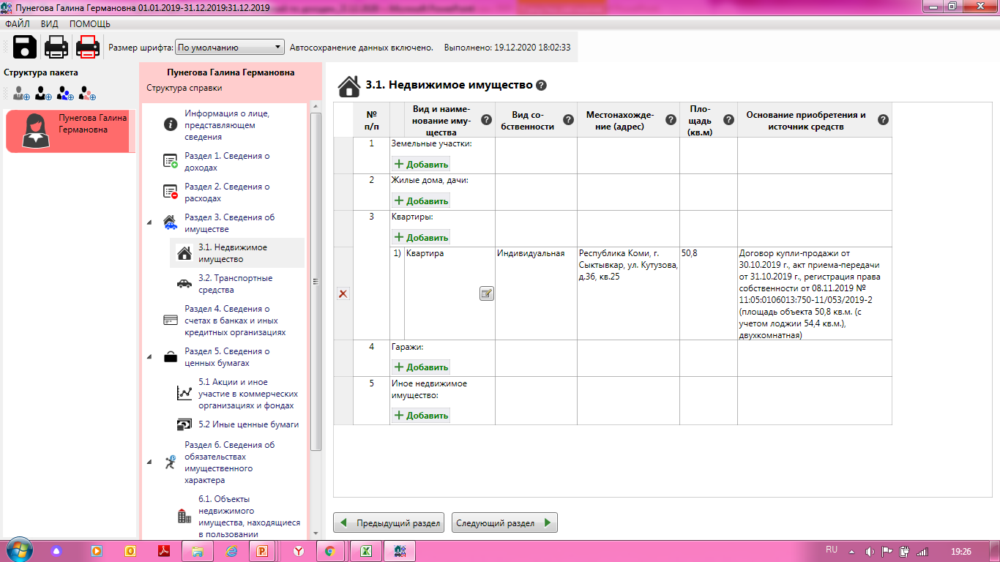 Пунегова Галина Германовна 01.01.2019-31.12.2019:31.12.2019
ФАЙЛ ВИД ПОМОЩЬ
Размер шрифта: По умолчанию Автосохранение данных включено. Выполнено: 19.12.2020 18:02:33
Структура пакета
Пунегова Галина
Германовна
Пунегова Галина Германовна
Структура справки
Информация о лице,
представляющем
сведения
Раздел 1. Сведения о
доходах
Раздел 2. Сведения о
расходах
Раздел 3. Сведения об
имуществе
3.1. Недвижимое
имущество
3.2. Транспортные
средства
Раздел 4. Сведения о
счетах в банках и иных
кредитных организациях
Раздел 5. Сведения о
ценных бумагах
5.1 Акции и иное
участие в коммерческих
организациях и фондах
5.2 Иные ценные бумаги
Раздел 6. Сведения об
обязательствах
имущественного
характера
6.1. Объекты
недвижимого
имущества, находящиеся
в пользовании
3.1. Недвижимое имущество
№
п/п
Вид и наиме-
нование иму-
щества
Вид со-
бственности
Местонахожде-
ние (адрес)
Пло-
щадь
(кв.м)
Основание приобретения и
источник средств
1 Земельные участки:
Добавить
2 Жилые дома, дачи:
Добавить
3 Квартиры:
Добавить
1) Квартира
Индивидуальная
Республика Коми, г.
Сыктывкар, ул. Кутузова,
д.36, кв.25
50,8
Договор купли-продажи от
30.10.2019 г., акт приема-передачи
от 31.10.2019 г., регистрация права
собственности от 08.11.2019 №
11:05:0106013:750-11/053/2019-2
(площадь объекта 50,8 кв.м. (с
учетом лоджии 54,4 кв.м.),
двухкомнатная)
4 Гаражи:
Добавить
5 Иное недвижимое
имущество:
Добавить
Предыдущий раздел Следующий раздел
RU 19:26